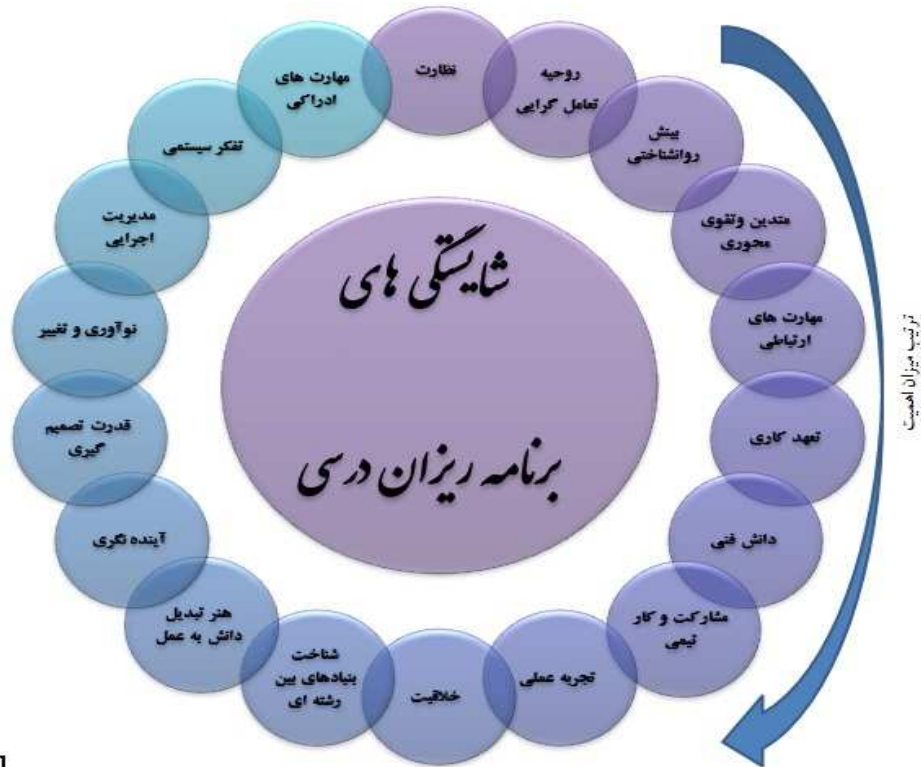 شایستگی های
برنامه ریزان درسی
نظارت
روحیه
تعامل گرایی
بینش
روانشناختی
متدین وتقوی
محوری
مهارت های
ارتباطی
تعهد کاری
دانش فنی
مشارکت و کار
تیمی
تجربه عملی
خلاقیت
شناخت
بنیادهای بین
رشته ای
هنر تبدیل
دانش به عمل
آینده نگری
قدرت تصمیم
گیری
نوآوری و تغییر
مدیریت
اجرایی
تفکر سیستمی
مهارت های
ادراکی
ترتیب میزان اهمیت